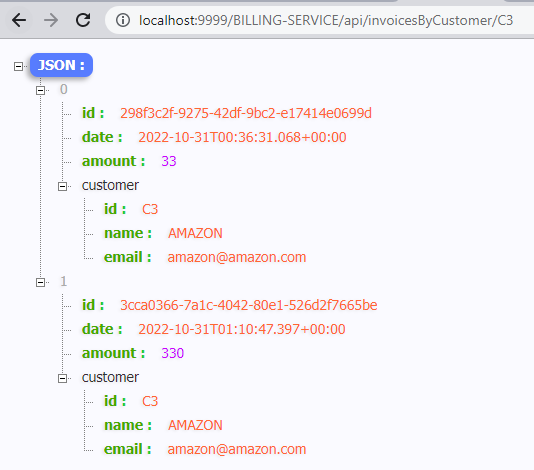 localhost:9999/BILLING-SERVICE/api/invoicesByCustomer/C3
JSON :
0
id : 298f3c2f-9275-42df-9bc2-e17414e0699d
date : 2022-10-31T00:36:31.068+00:00
amount : 33
customer
id : C3
name : AMAZON
email : amazon@amazon.com
1
id : 3cca0366-7a1c-4042-80e1-526d2f7665be
date : 2022-10-31T01:10:47.397+00:00
amount : 330
customer
id : C3
name : AMAZON
email : amazon@amazon.com